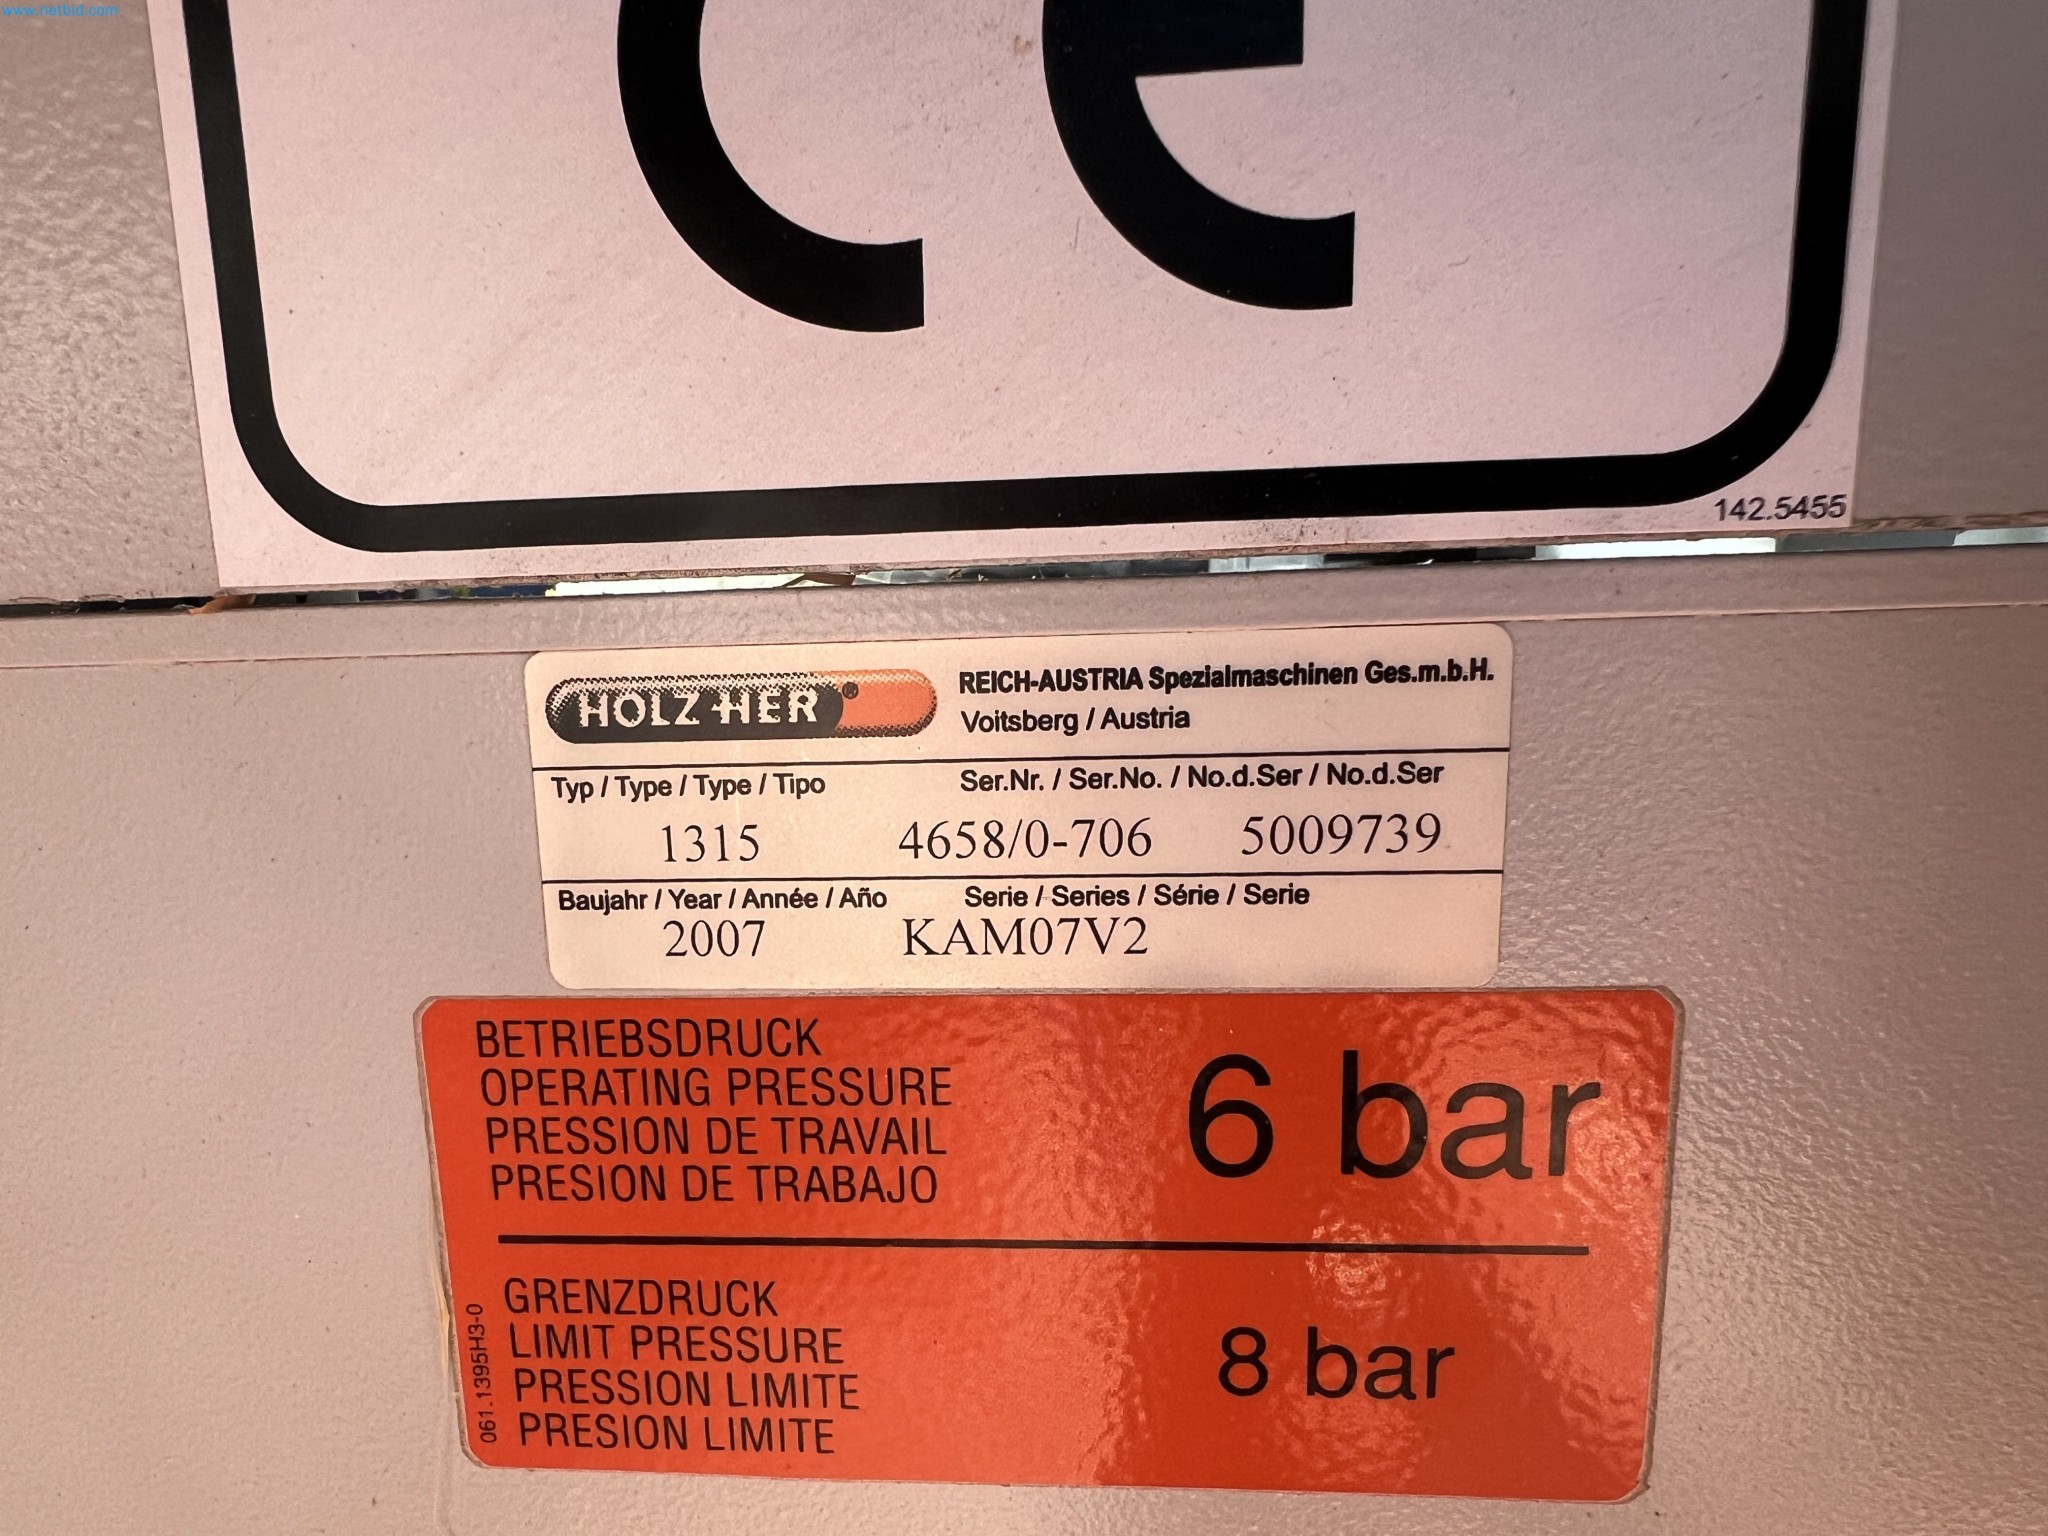 www.netbid.com
CE
142.5455
HOLZ-HER®
REICH-AUSTRIA Spezialmaschinen Ges.m.b.H.
Voitsberg / Austria
Typ / Type / Type / Tipo
Ser.Nr. / Ser.No. / No.d.Ser / No.d.Ser
1315
4658/0-706
5009739
Baujahr / Year / Année / Año
Serie / Series / Série / Serie
2007
KAM07V2
BETRIEBSDRUCK
OPERATING PRESSURE
PRESSION DE TRAVAIL
PRESION DE TRABAJO
6 bar
GRENZDRUCK
LIMIT PRESSURE
PRESSION LIMITE
PRESION LIMITE
8 bar
061.1395H3-0